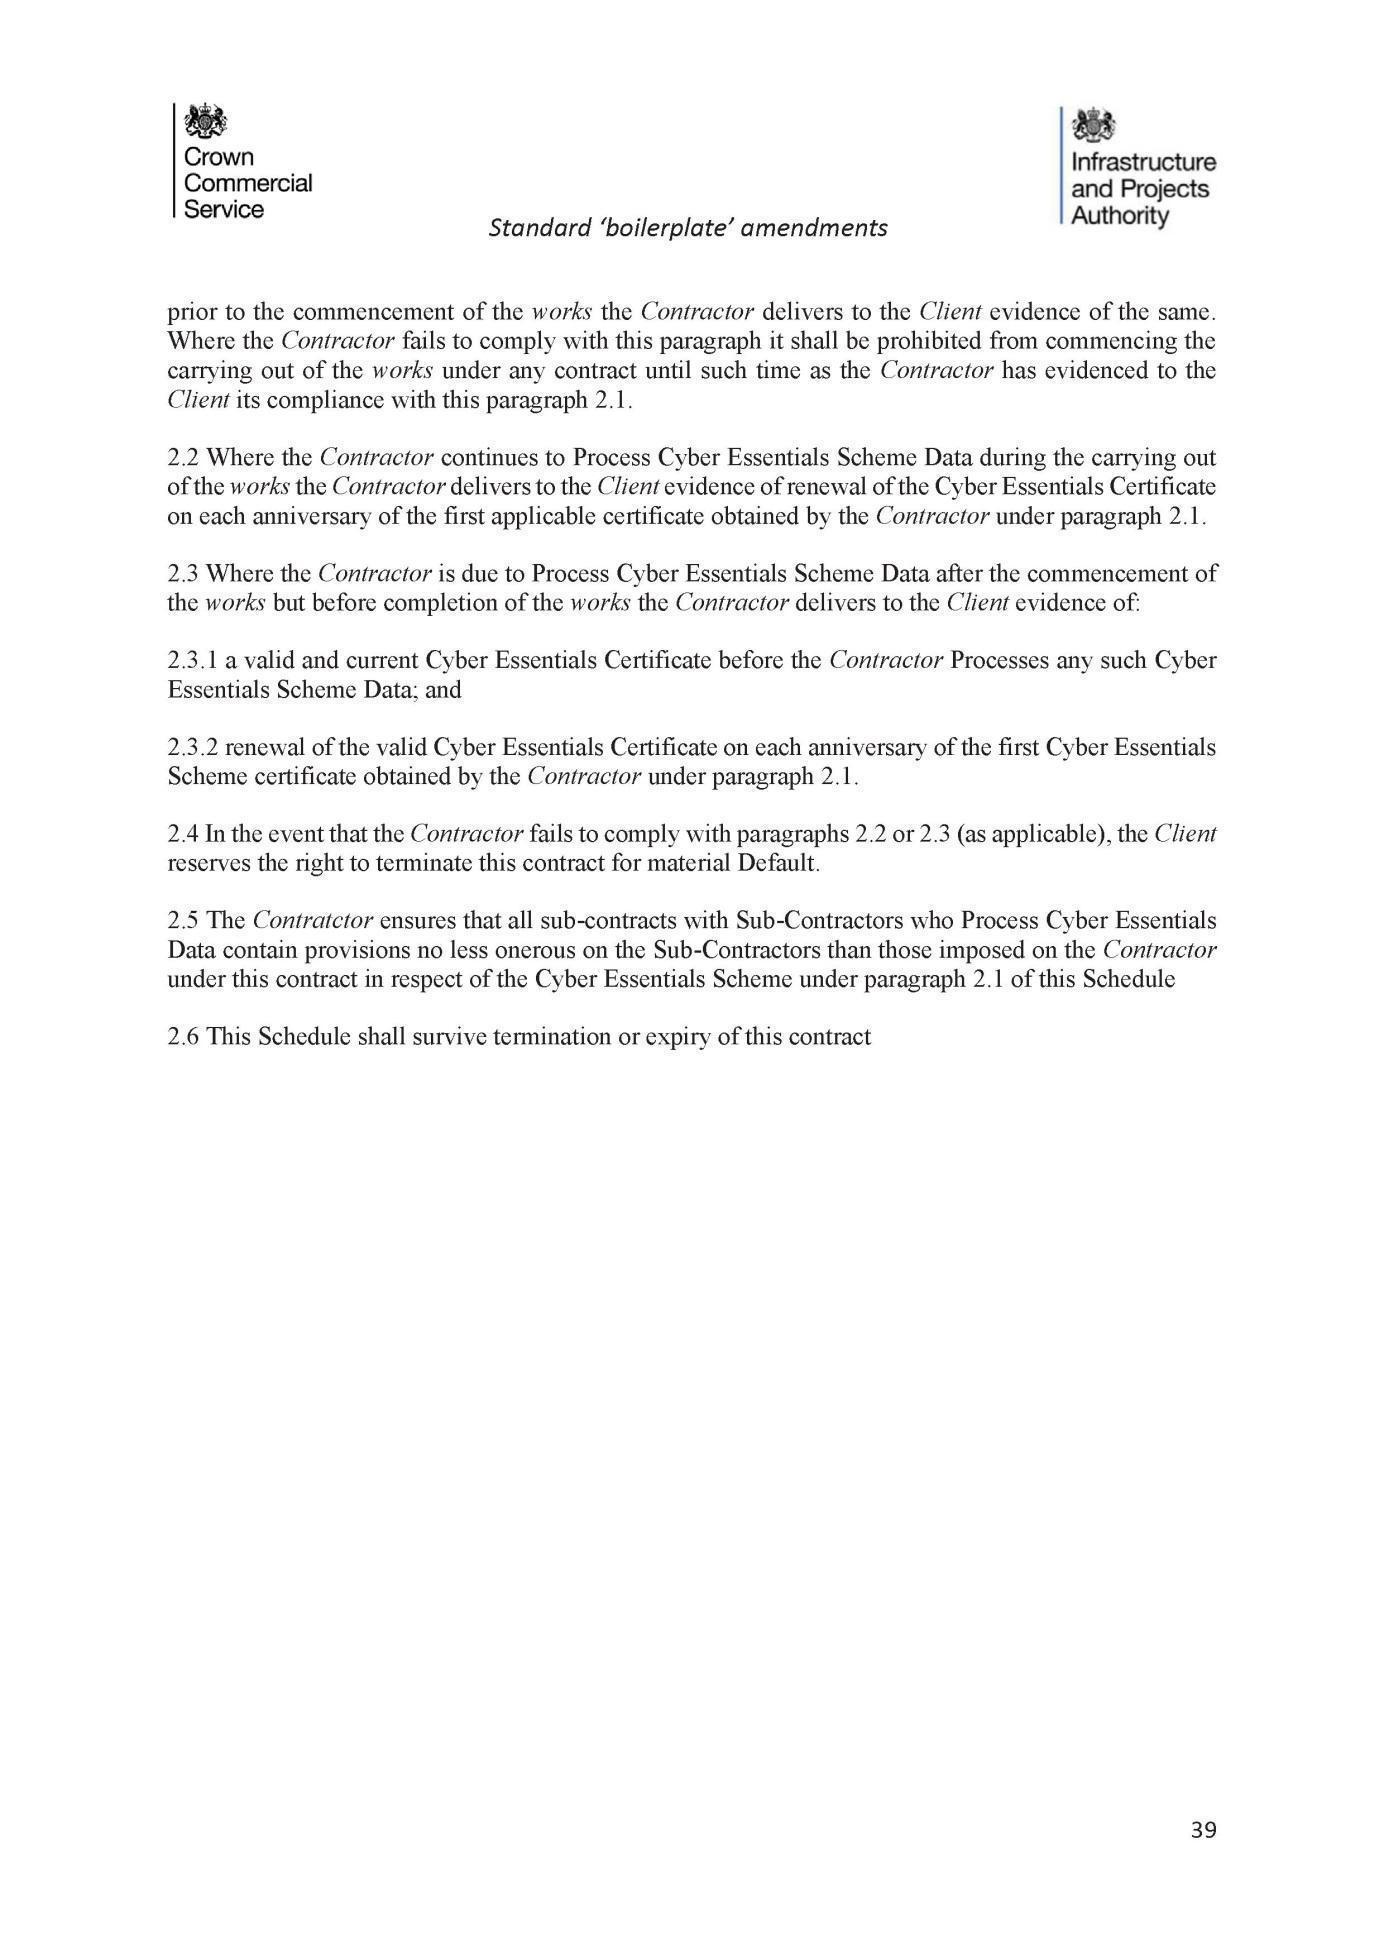 Crown
Commercial
Service
Infrastructure
and Projects
Authority
Standard ‘boilerplate’ amendments
prior to the commencement of the works the Contractor delivers to the Client evidence of the same.
Where the Contractor fails to comply with this paragraph it shall be prohibited from commencing the
carrying out of the works under any contract until such time as the Contractor has evidenced to the
Client its compliance with this paragraph 2.1.
2.2 Where the Contractor continues to Process Cyber Essentials Scheme Data during the carrying out
of the works the Contractor delivers to the Client evidence of renewal of the Cyber Essentials Certificate
on each anniversary of the first applicable certificate obtained by the Contractor under paragraph 2.1.
2.3 Where the Contractor is due to Process Cyber Essentials Scheme Data after the commencement of
the works but before completion of the works the Contractor delivers to the Client evidence of:
2.3.1 a valid and current Cyber Essentials Certificate before the Contractor Processes any such Cyber
Essentials Scheme Data; and
2.3.2 renewal of the valid Cyber Essentials Certificate on each anniversary of the first Cyber Essentials
Scheme certificate obtained by the Contractor under paragraph 2.1.
2.4 In the event that the Contractor fails to comply with paragraphs 2.2 or 2.3 (as applicable), the Client
reserves the right to terminate this contract for material Default.
2.5 The Contratctor ensures that all sub-contracts with Sub-Contractors who Process Cyber Essentials
Data contain provisions no less onerous on the Sub-Contractors than those imposed on the Contractor
under this contract in respect of the Cyber Essentials Scheme under paragraph 2.1 of this Schedule
2.6 This Schedule shall survive termination or expiry of this contract
39